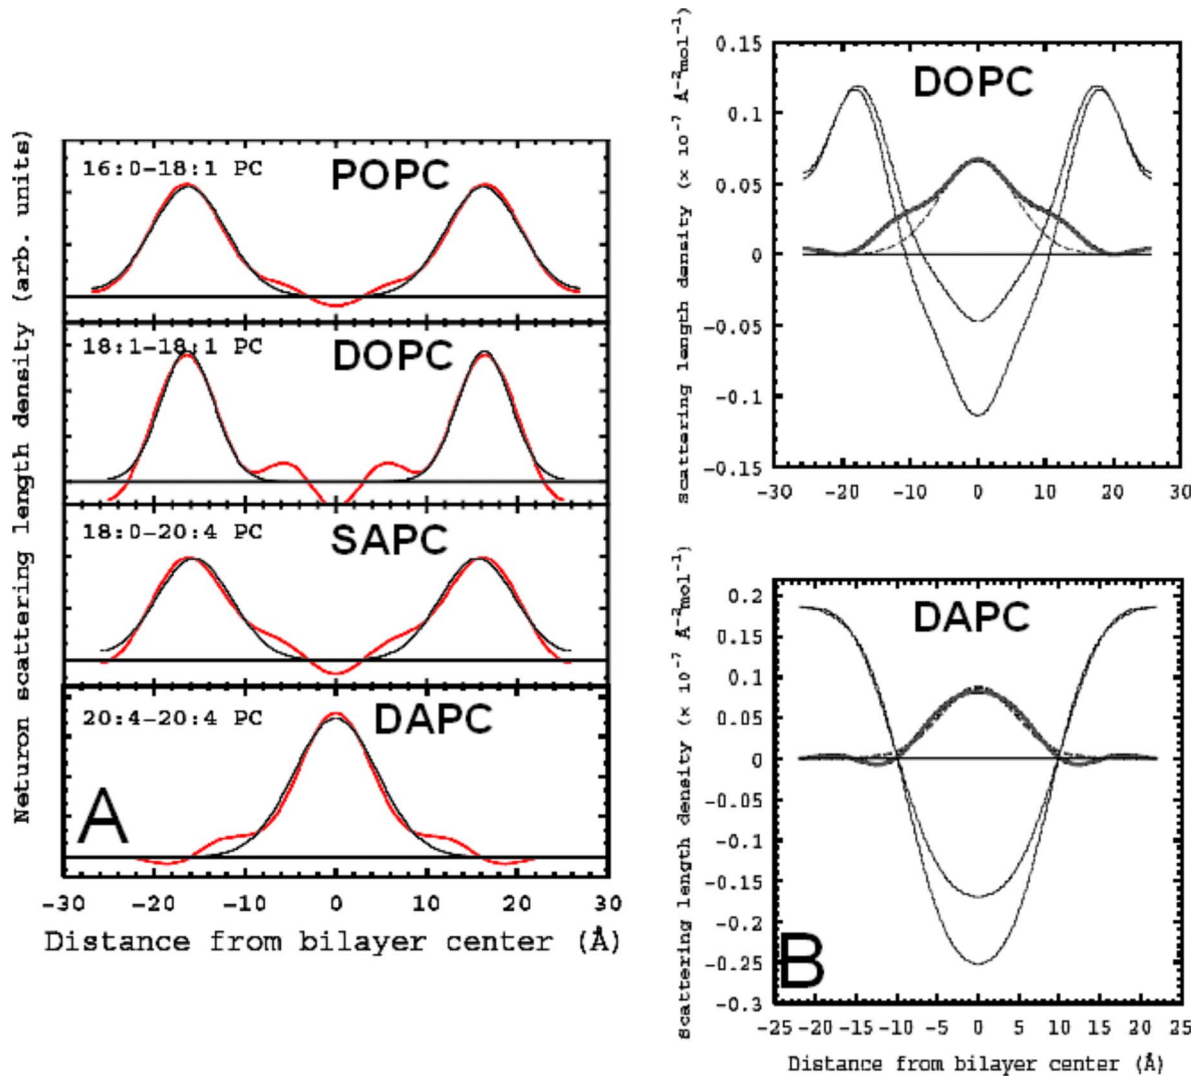 Neturon scattering length density (arb. units)
16:0-18:1 PC
POPC
18:1-18:1 PC
DOPC
18:0-20:4 PC
SAPC
20:4-20:4 PC
DAPC
A
-30 -20 -10 0 10 20 30
Distance from bilayer center (Å)
scattering length density (× 10⁻⁷ Å⁻²mol⁻¹)
DOPC
0.15
0.1
0.05
0
-0.05
-0.1
-0.15
-30 -20 -10 0 10 20 30
scattering length density (× 10⁻⁷ Å⁻²mol⁻¹)
DAPC
0.2
0.15
0.1
0.05
0
-0.05
-0.1
-0.15
-0.2
-0.25
-0.3
B
-25 -20 -15 -10 -5 0 5 10 15 20 25
Distance from bilayer center (Å)